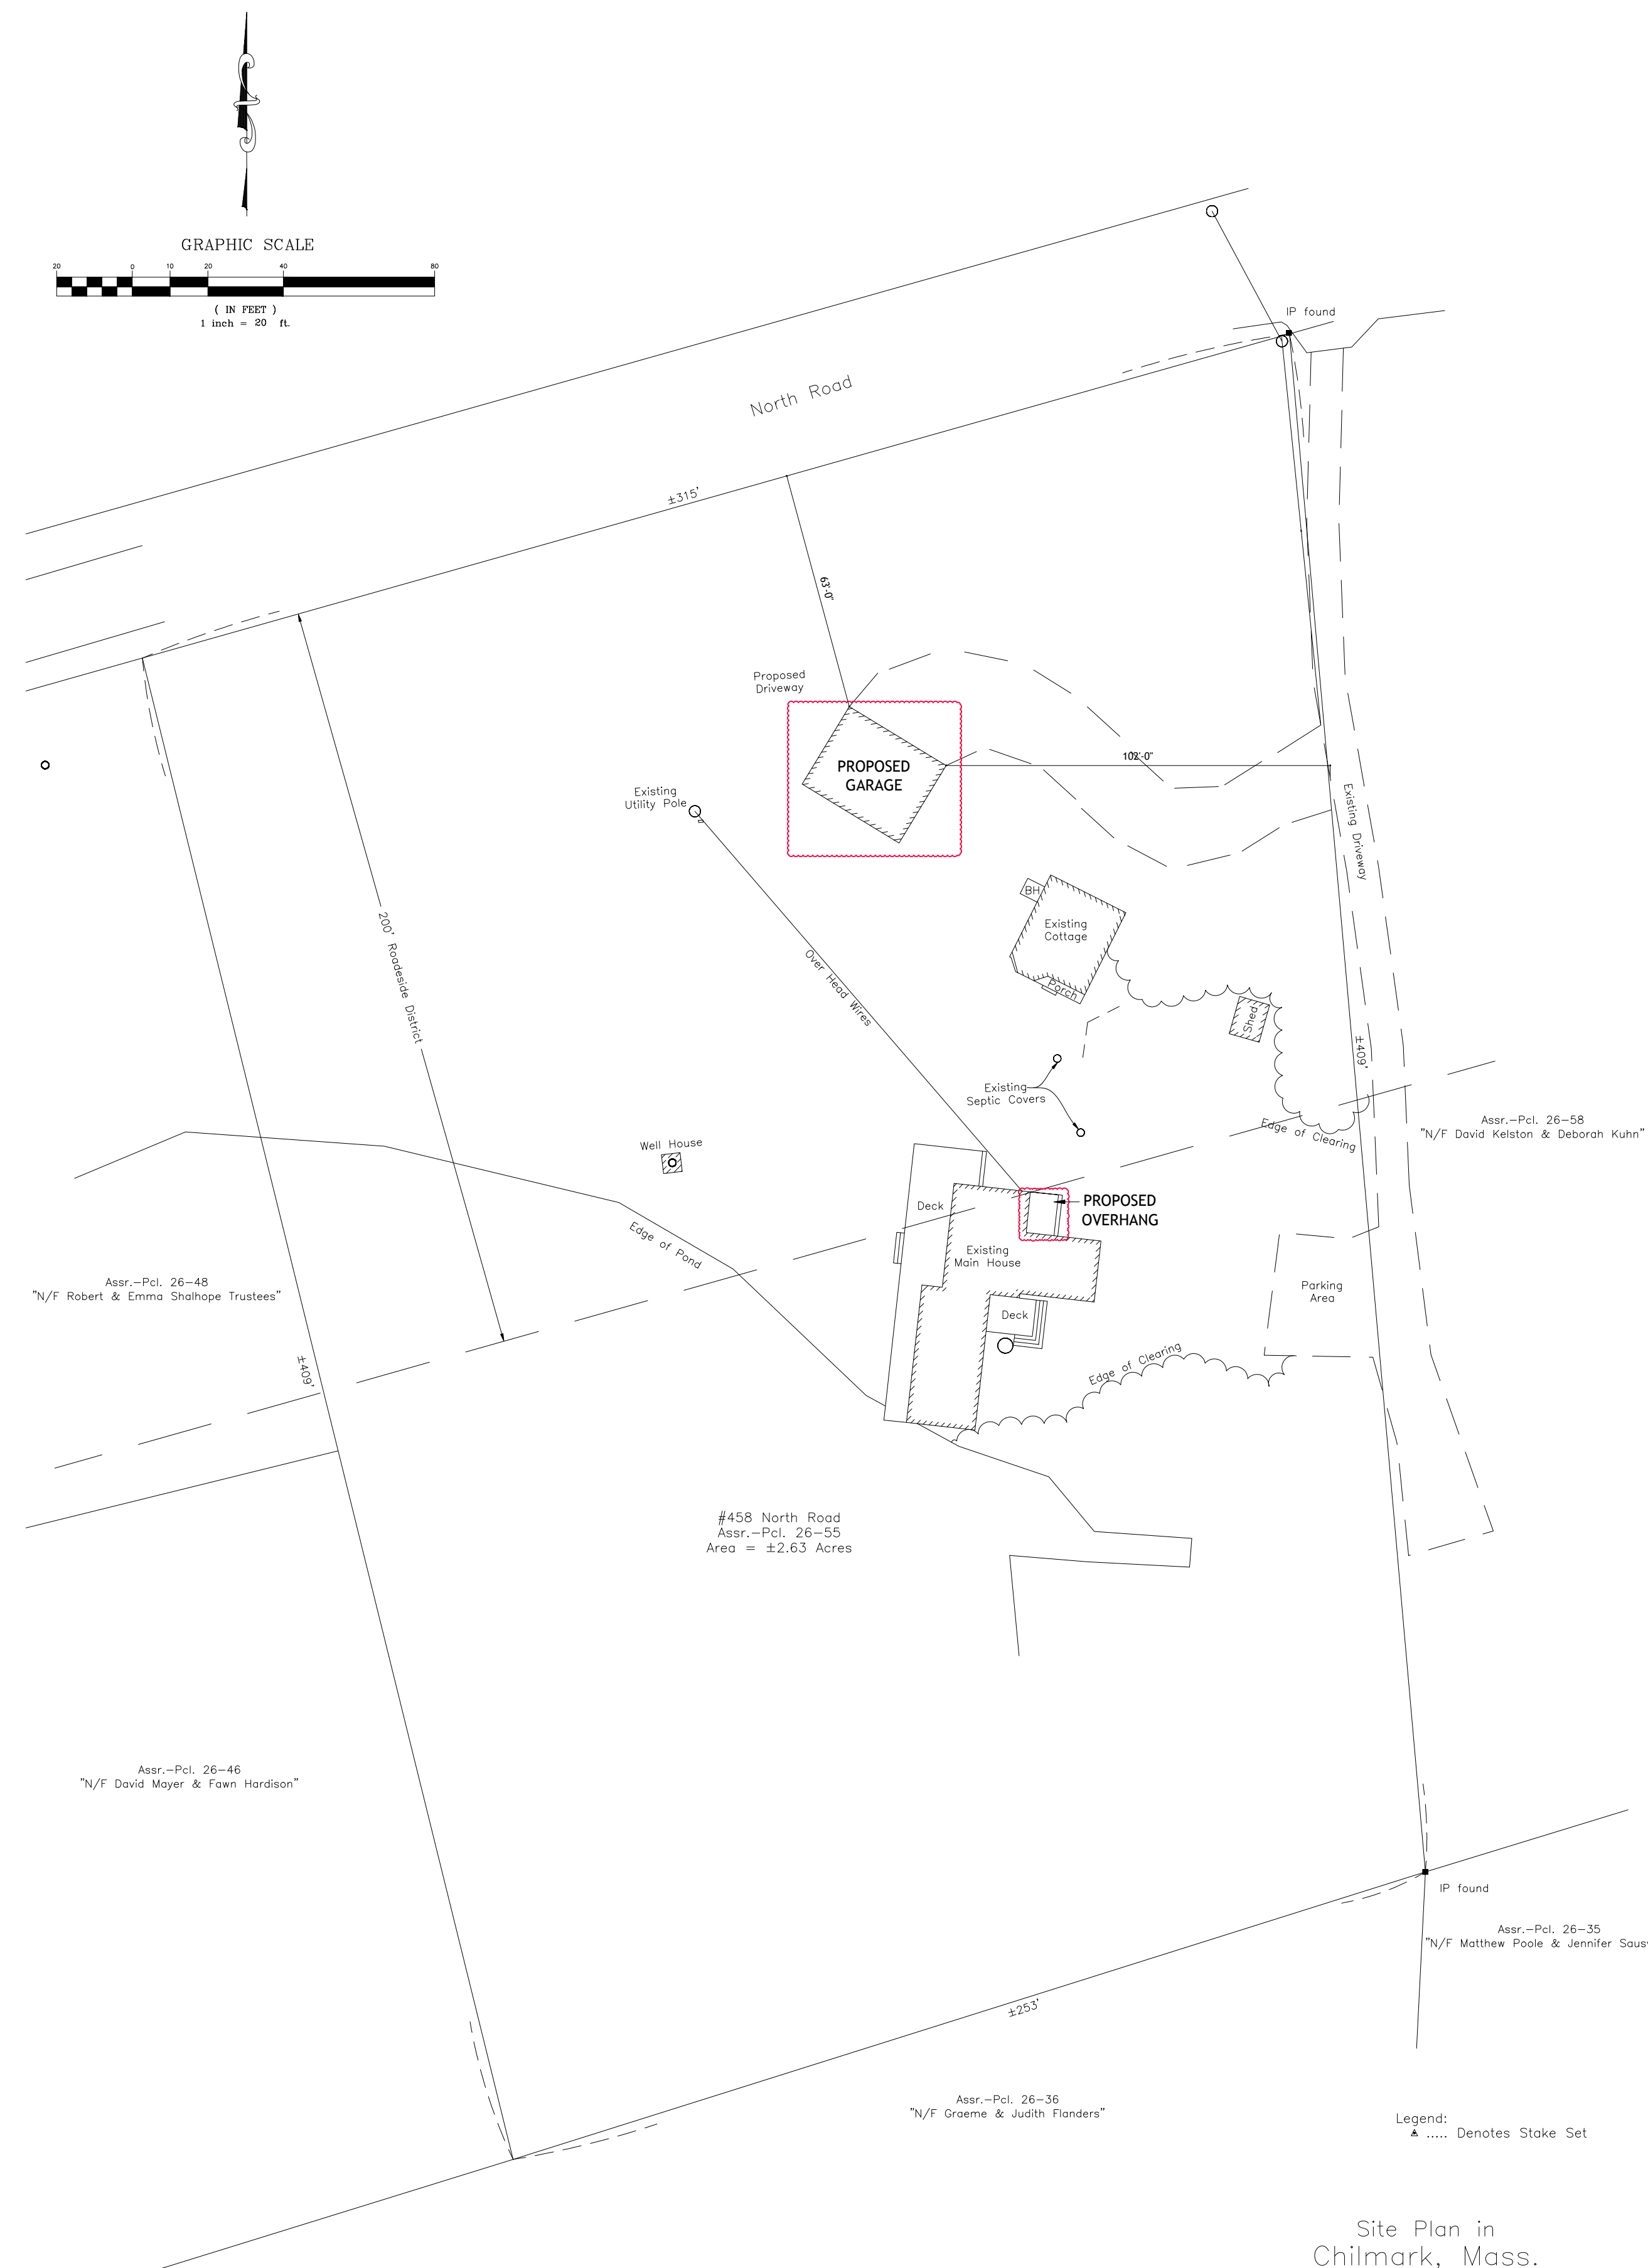 GRAPHIC SCALE
20 0 10 20 40 80
( IN FEET )
1 inch = 20 ft.
IP found
North Road
±315'
63'-0"
Proposed
Driveway
PROPOSED
GARAGE
102'-0"
Existing
Utility Pole
Existing Driveway
BH
Existing
Cottage
Porch
Shed
Over Head Wires
200' Roadeside District
±409'
Existing
Septic Covers
Edge of Clearing
Assr.-Pcl. 26-58
"N/F David Kelston & Deborah Kuhn"
Well House
Deck
PROPOSED
OVERHANG
Edge of Pond
Existing
Main House
Assr.-Pcl. 26-48
"N/F Robert & Emma Shalhope Trustees"
Parking
Area
Deck
Edge of Clearing
±409'
#458 North Road
Assr.-Pcl. 26-55
Area = ±2.63 Acres
Assr.-Pcl. 26-46
"N/F David Mayer & Fawn Hardison"
IP found
Assr.-Pcl. 26-35
"N/F Matthew Poole & Jennifer
±253'
Assr.-Pcl. 26-36
"N/F Graeme & Judith Flanders"
Legend:
..... Denotes Stake Set
Site Plan in
Chilmark, Mass.